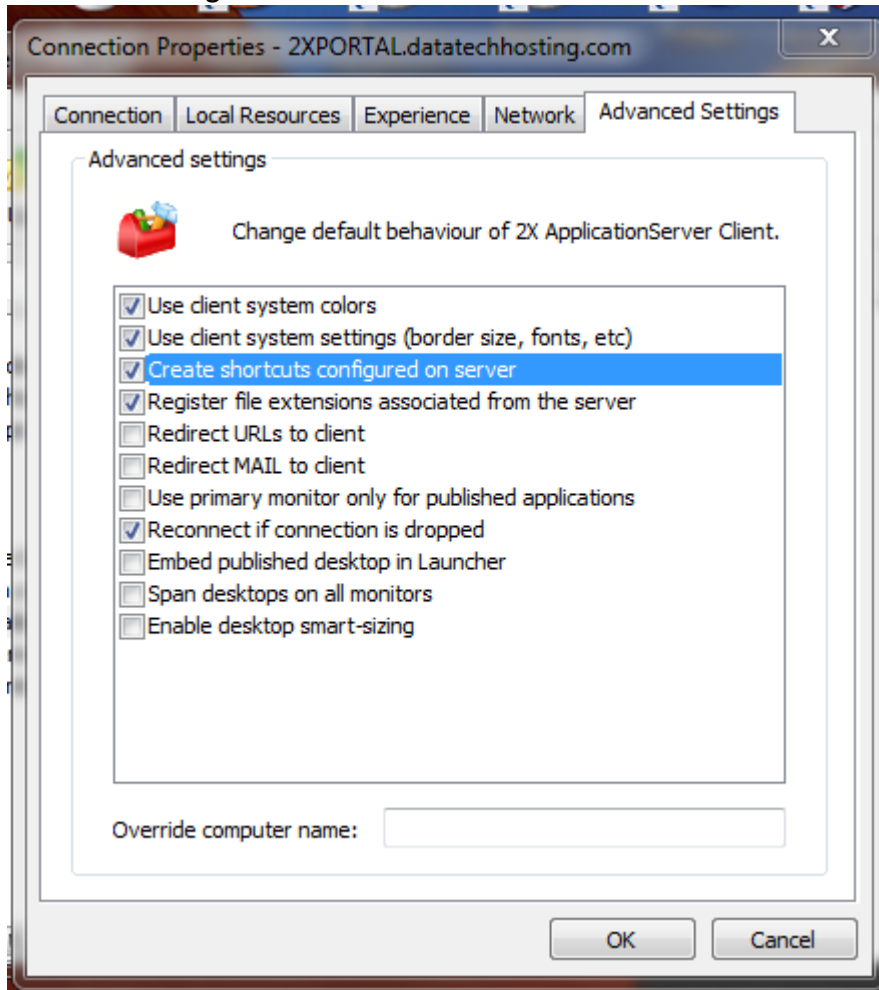 Connection Properties - 2XPORTAL.datatechhosting.com
Connection Local Resources Experience Network Advanced Settings
Advanced settings
Change default behaviour of 2X ApplicationServer Client.
Use client system colors
Use client system settings (border size, fonts, etc)
Create shortcuts configured on server
Register file extensions associated from the server
Redirect URLs to client
Redirect MAIL to client
Use primary monitor only for published applications
Reconnect if connection is dropped
Embed published desktop in Launcher
Span desktops on all monitors
Enable desktop smart-sizing
Override computer name:
OK Cancel